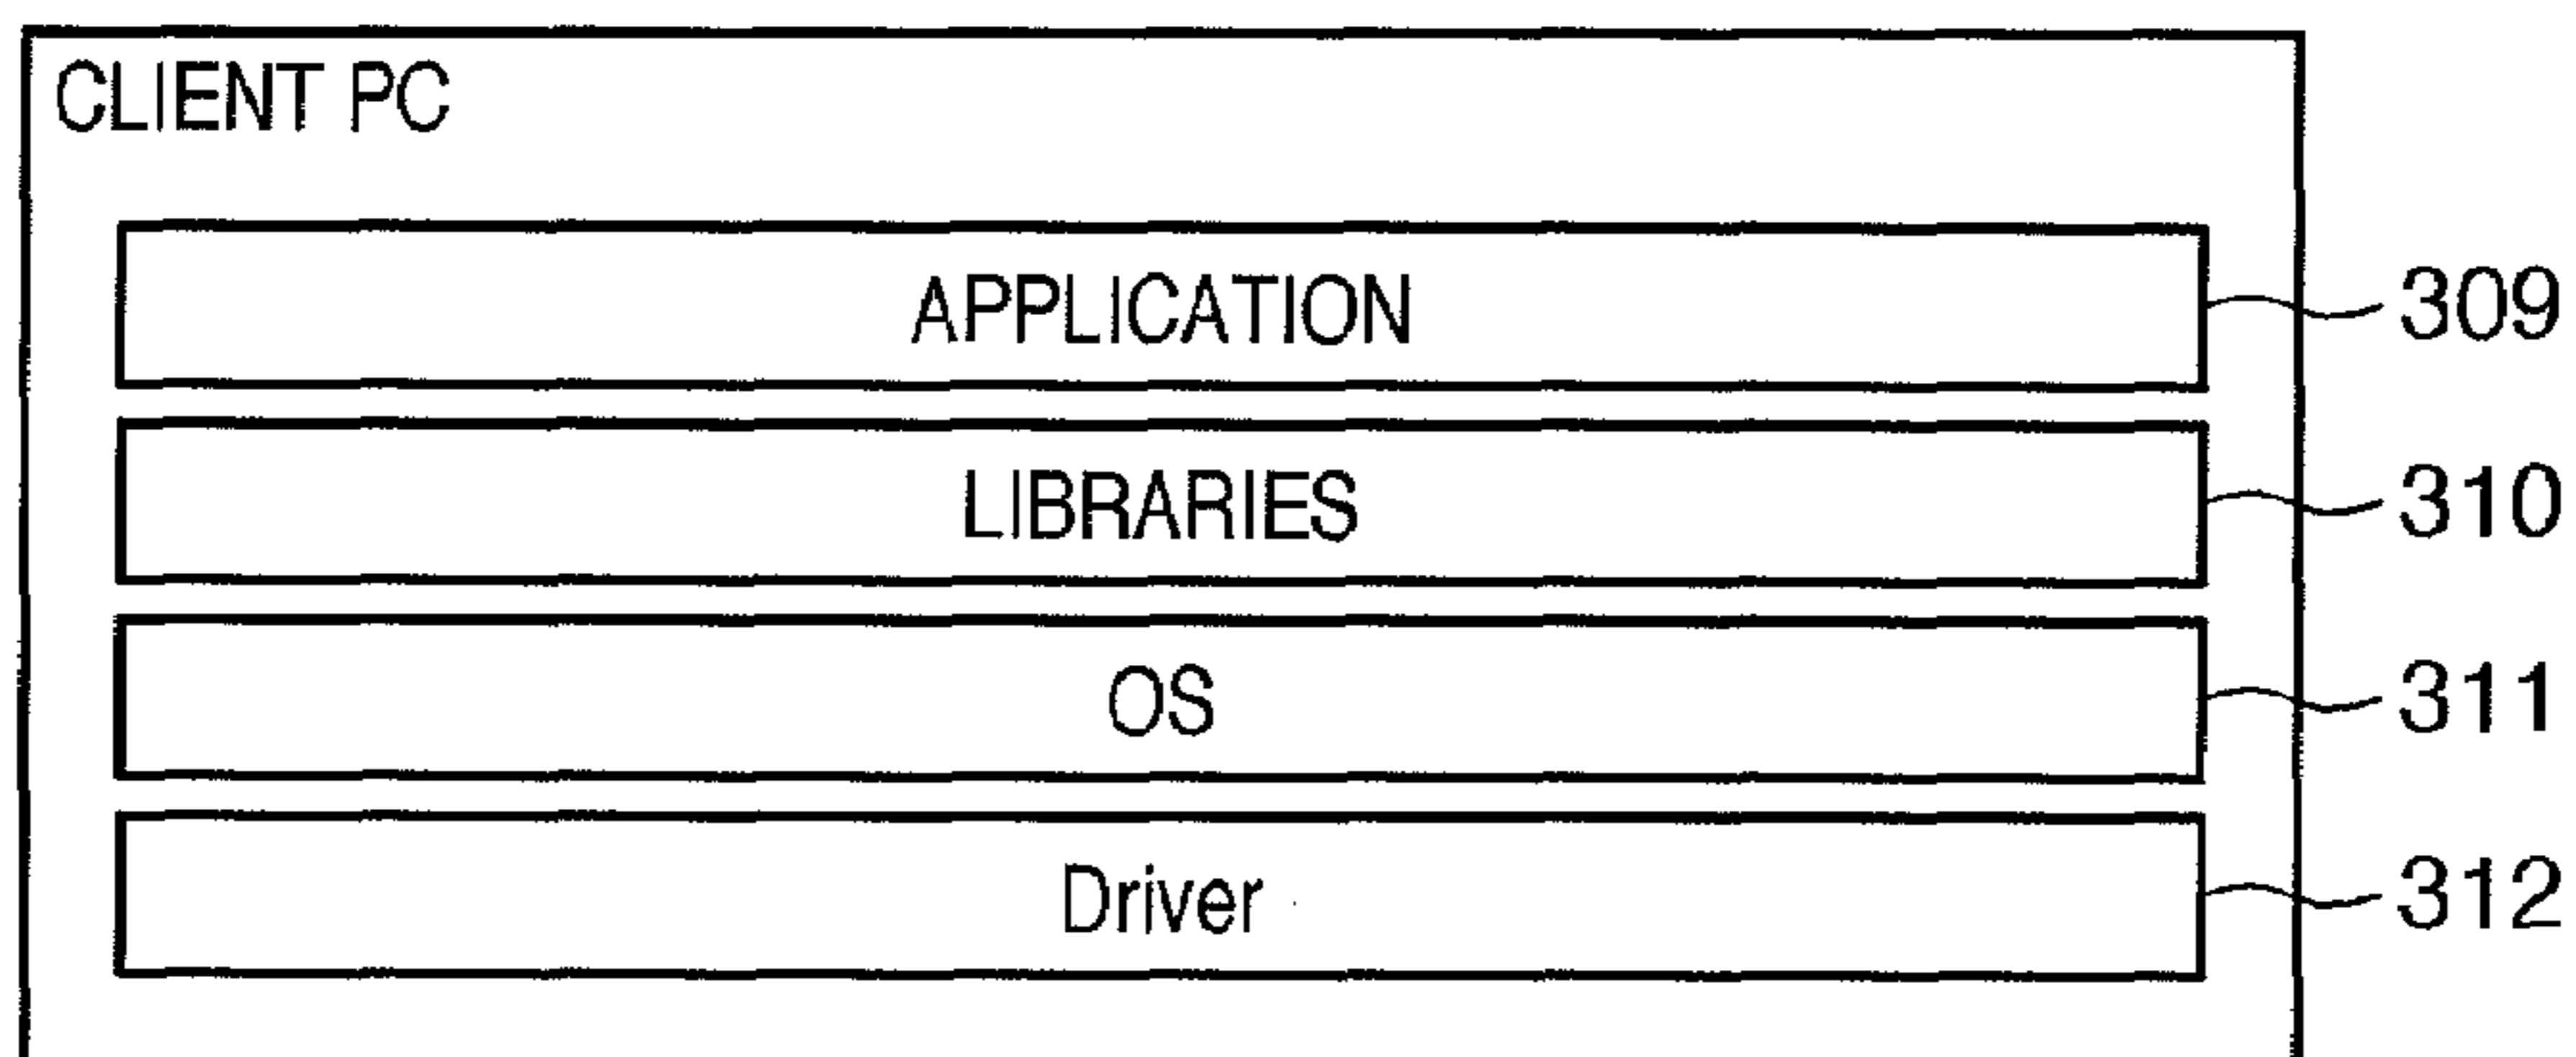 CLIENT PC
APPLICATION 309
LIBRARIES 310
OS 311
Driver 312